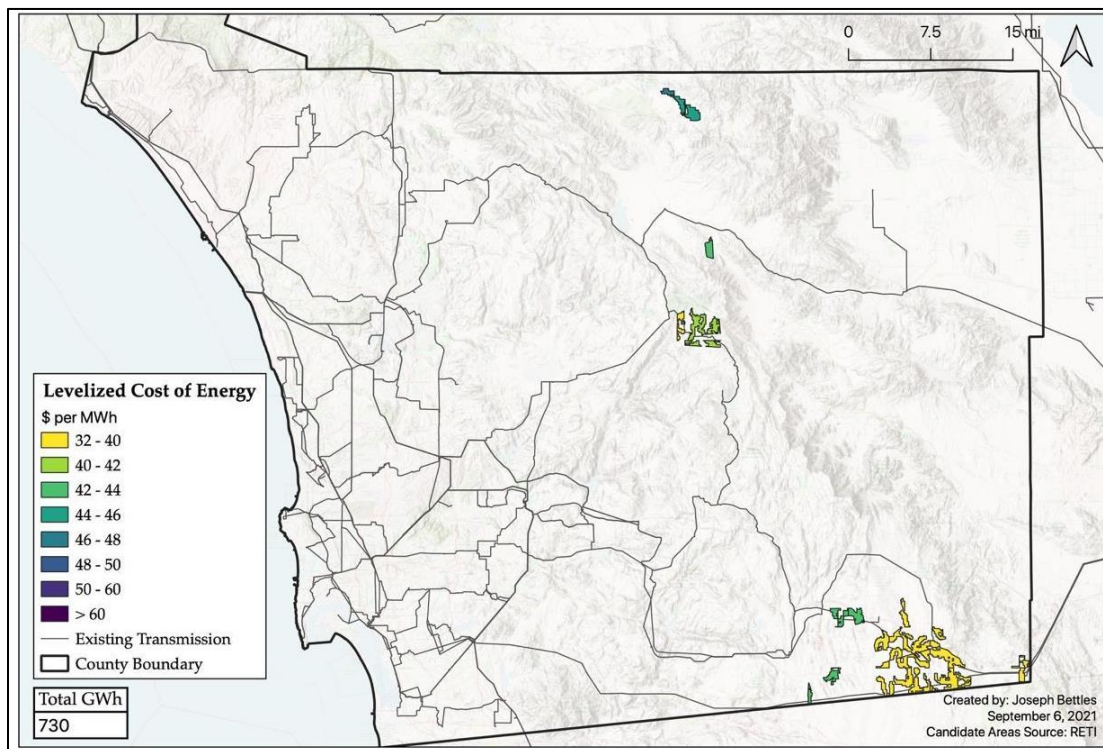 0 7.5 15 mi
Levelized Cost of Energy
$ per MWh
32 - 40
40 - 42
42 - 44
44 - 46
46 - 48
48 - 50
50 - 60
> 60
Existing Transmission
County Boundary
Total GWh
730
Created by: Joseph Bettles
September 6, 2021
Candidate Areas Source: RETI